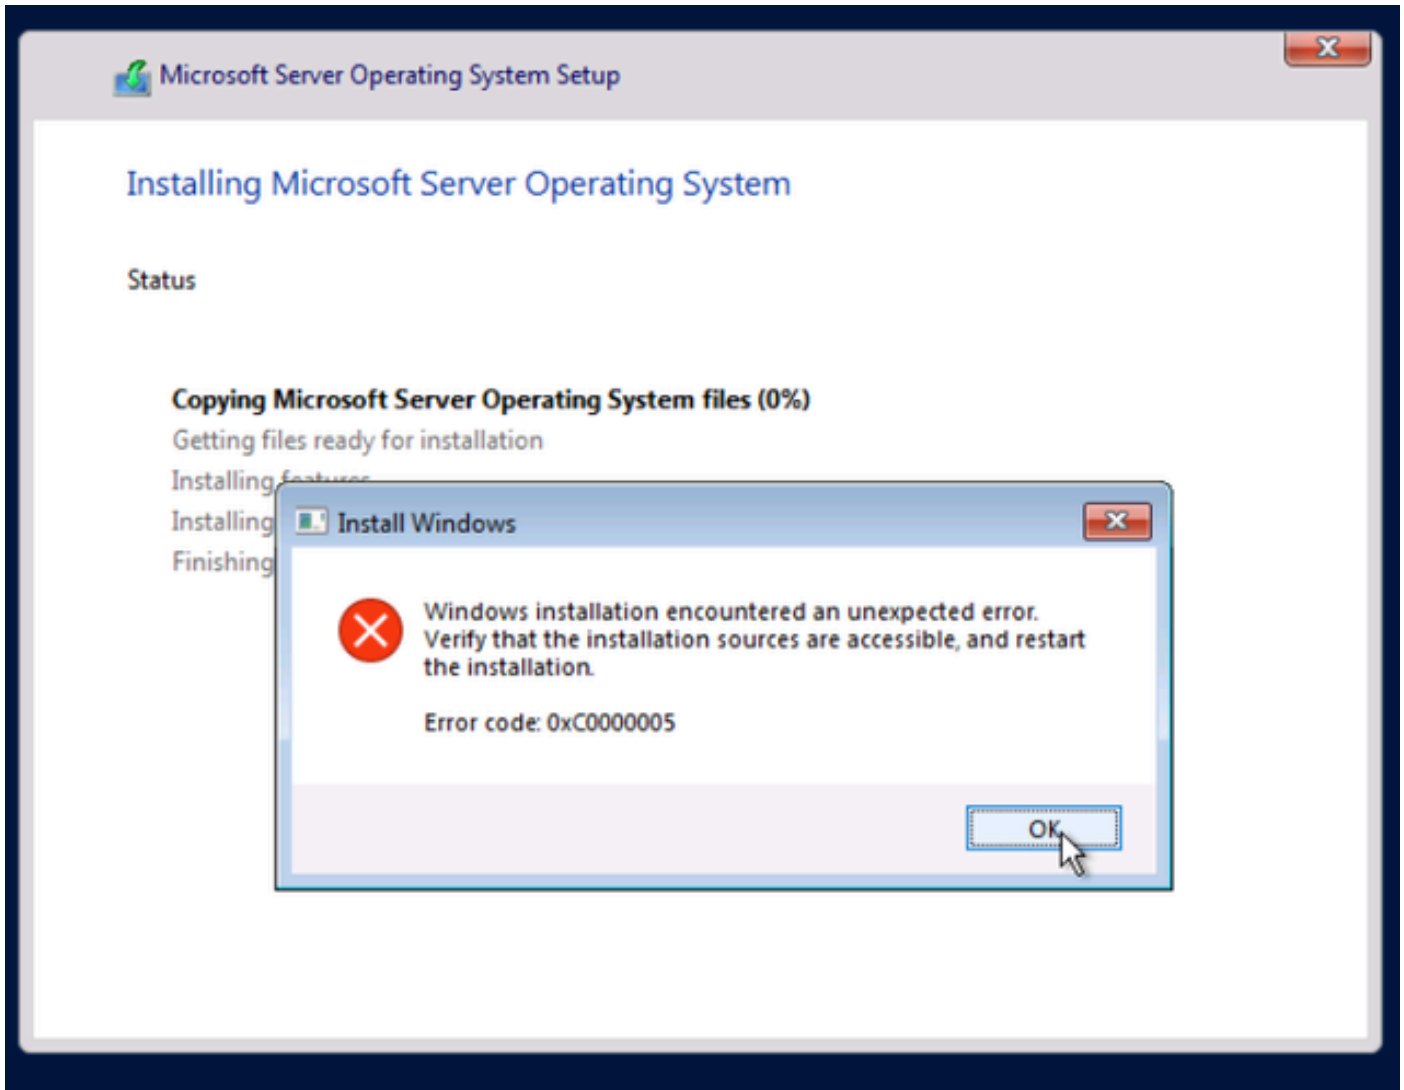 Microsoft Server Operating System Setup
Installing Microsoft Server Operating System
Status
Copying Microsoft Server Operating System files (0%)
Getting files ready for installation
Installing features
Installing
Finishing
Install Windows
Windows installation encountered an unexpected error.
Verify that the installation sources are accessible, and restart
the installation.
Error code: 0xC0000005
OK